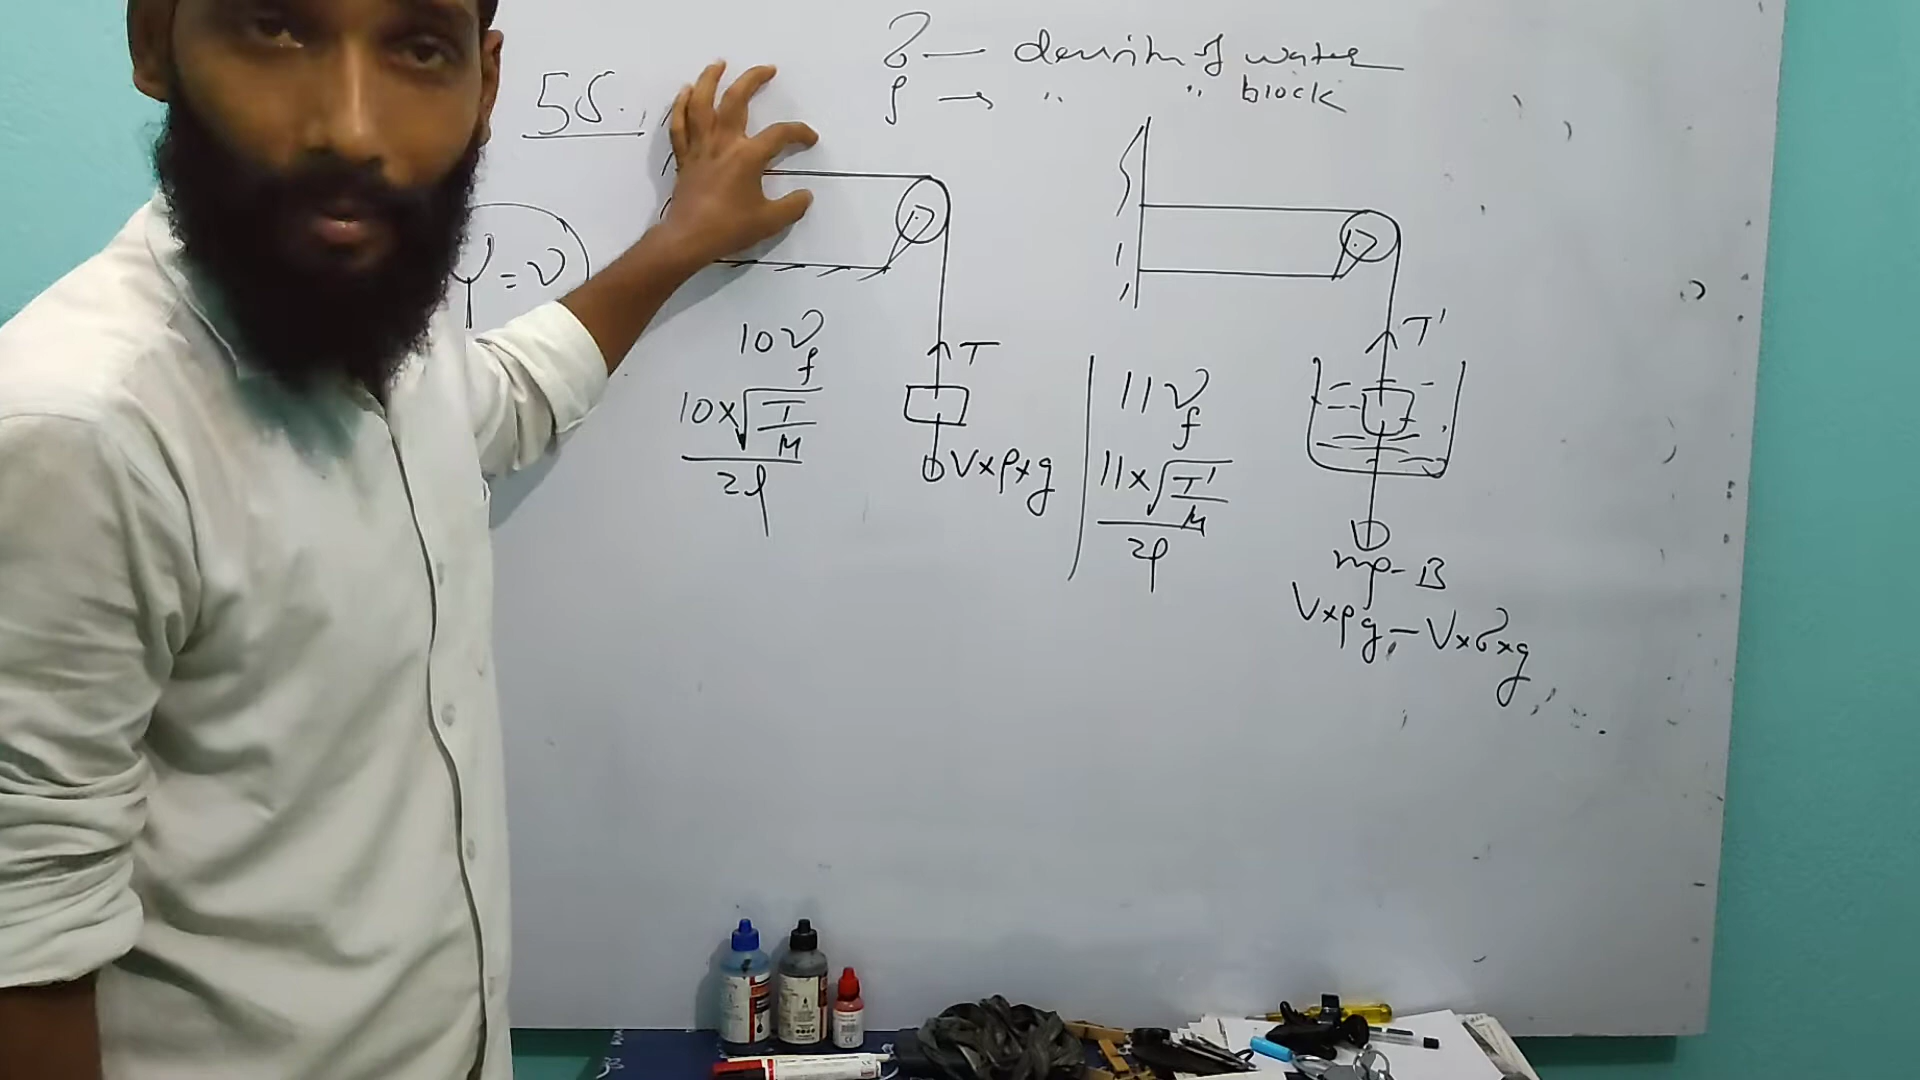 σ — density of water
ρ → " " block
55.
= ν
10ν_f
10×√(T/μ)
2l
T
V×ρ×g
11ν_f
11×√(T'/μ)
2l
T'
mg-B
V×ρg-V×σ×g